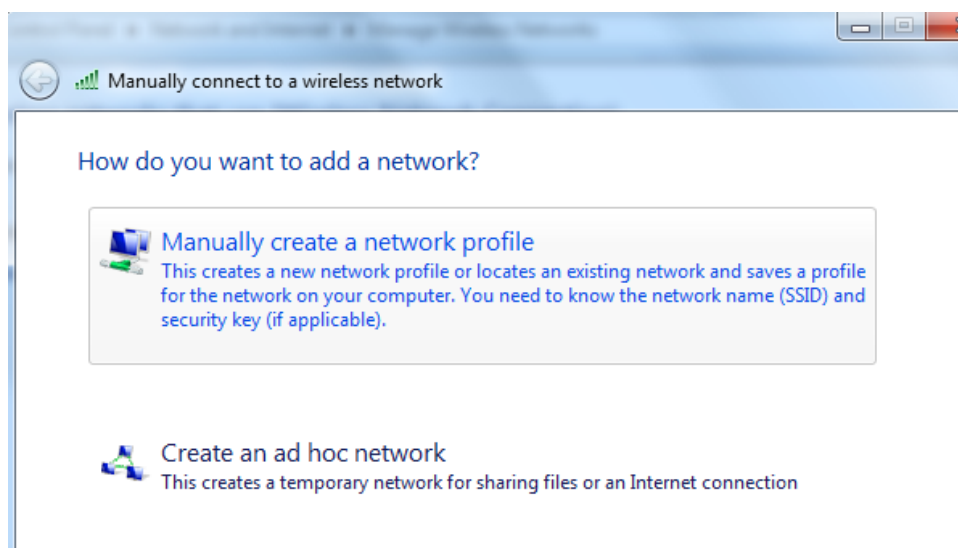 Manually connect to a wireless network
How do you want to add a network?
Manually create a network profile
This creates a new network profile or locates an existing network and saves a profile
for the network on your computer. You need to know the network name (SSID) and
security key (if applicable).
Create an ad hoc network
This creates a temporary network for sharing files or an Internet connection